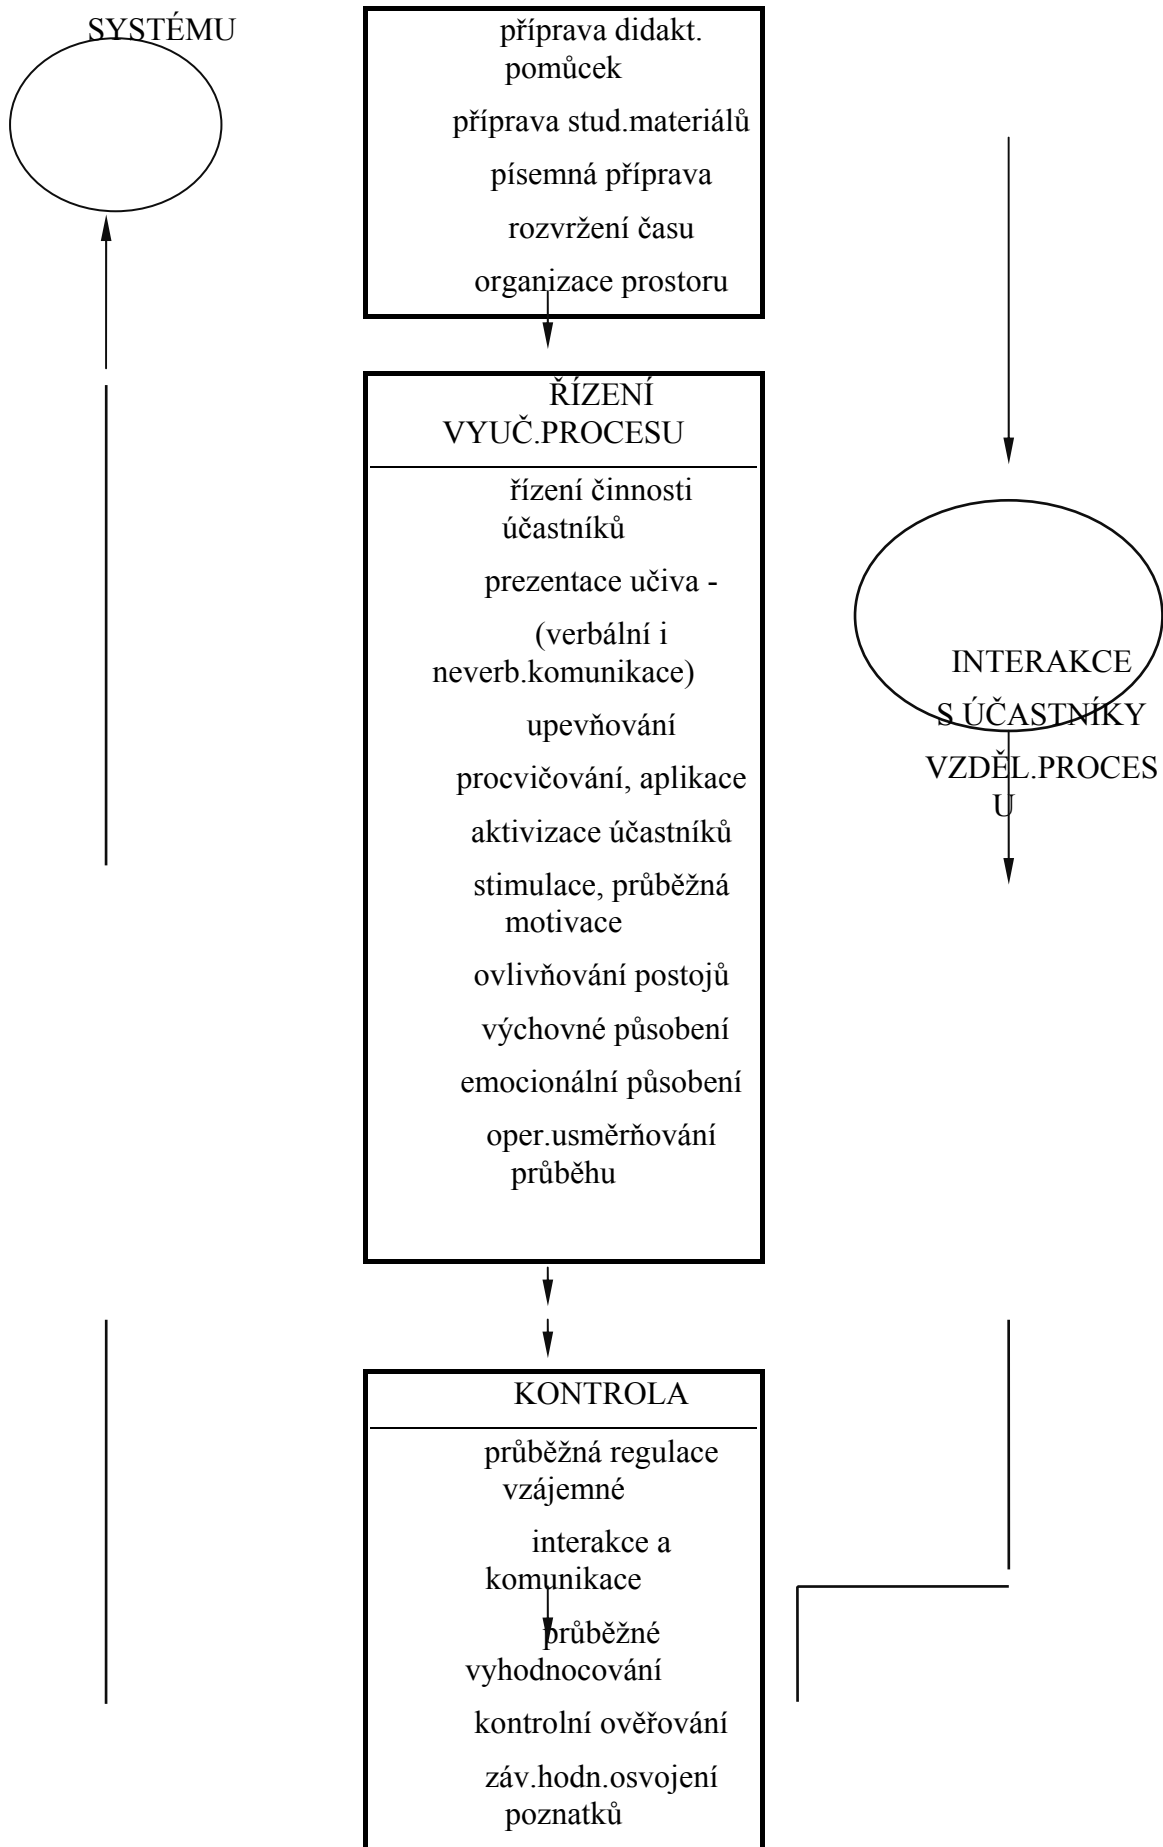 SYSTÉMU
příprava didakt.
pomůcek
příprava stud.materiálů
písemná příprava
rozvržení času
organizace prostoru
ŘÍZENÍ
VYUČ.PROCESU
řízení činnosti
účastníků
prezentace učiva -
(verbální i
neverb.komunikace)
upevňování
procvičování, aplikace
aktivizace účastníků
stimulace, průběžná
motivace
ovlivňování postojů
výchovné působení
emocionální působení
oper.usměrňování
průběhu
INTERAKCE
S ÚČASTNÍKY
VZDĚL.PROCES
U
KONTROLA
průběžná regulace
vzájemné
interakce a
komunikace
průběžné
vyhodnocování
kontrolní ověřování
záv.hodn.osvojení
poznatků